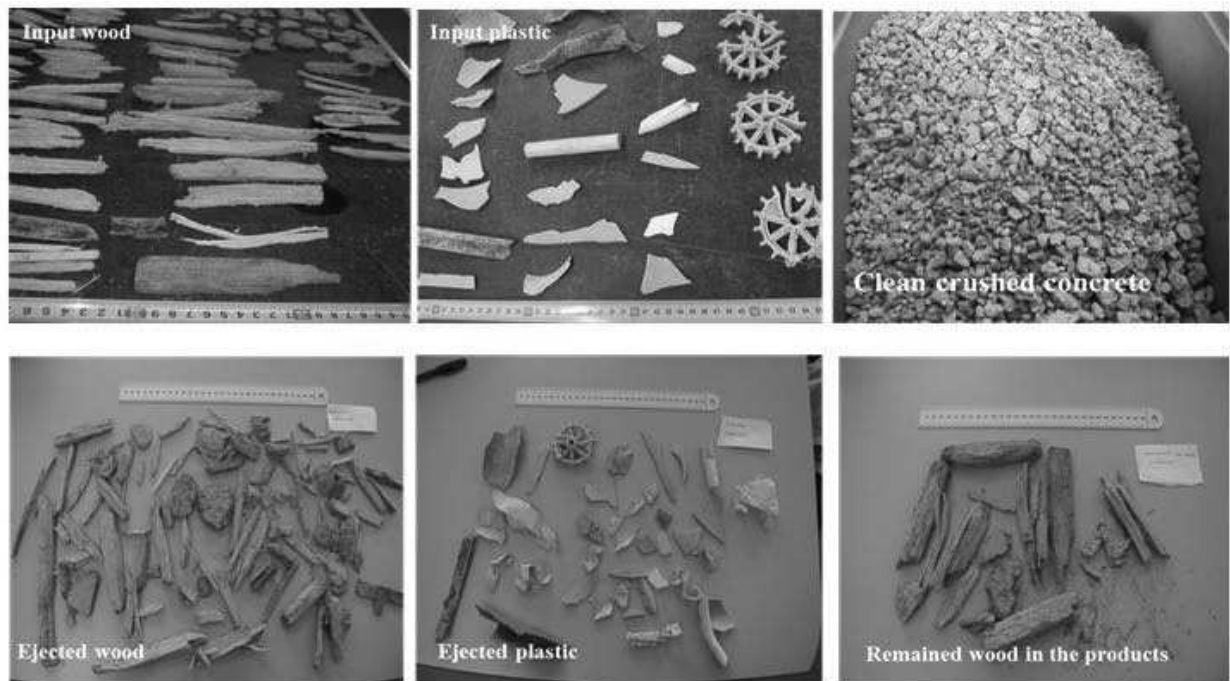 Input wood
Input plastic
Clean crushed concrete
Ejected wood
Ejected plastic
Remained wood in the products